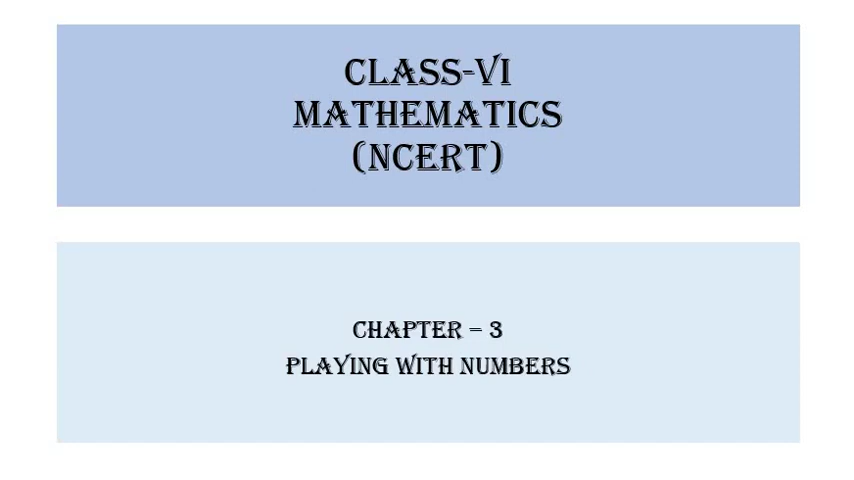 CLASS-VI
MATHEMATICS
(NCERT)
CHAPTER – 3
PLAYING WITH NUMBERS